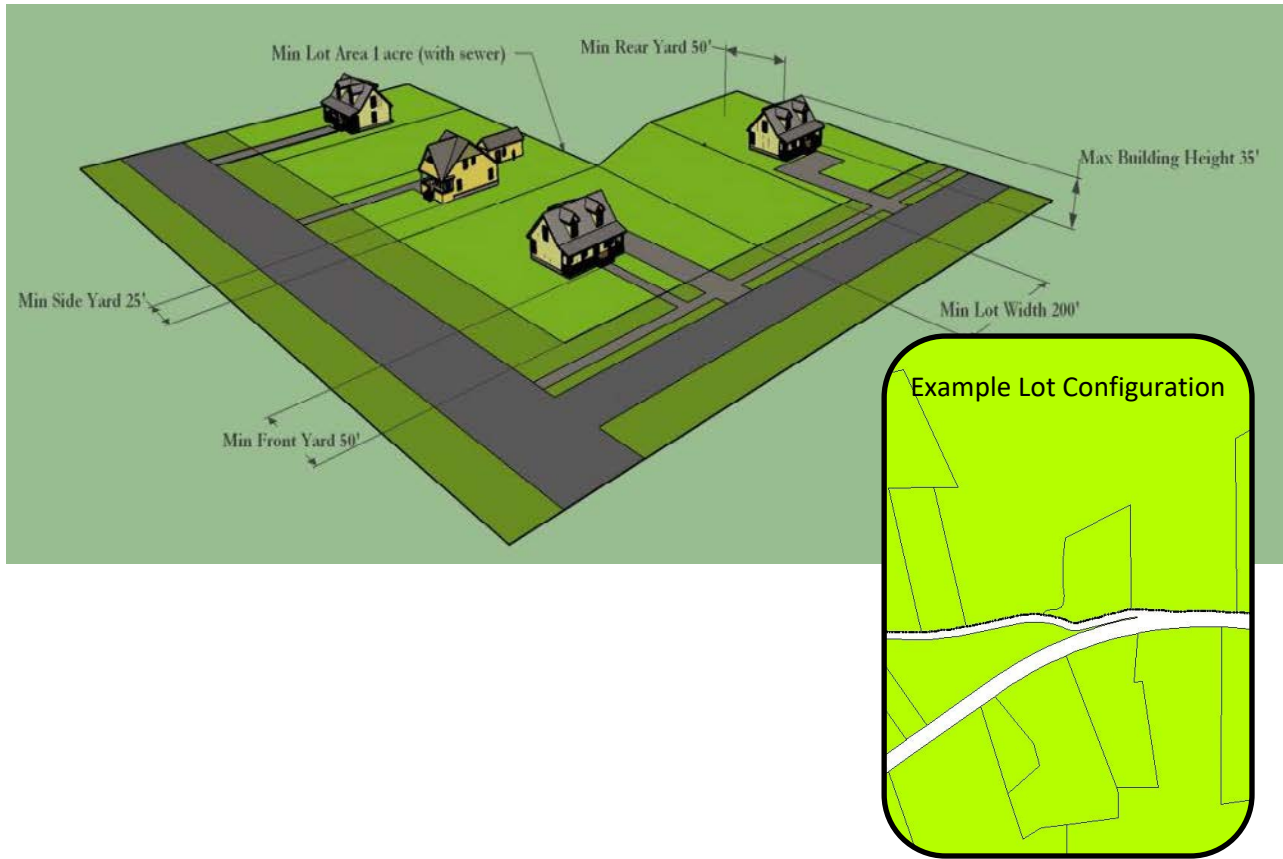 Min Lot Area 1 acre (with sewer)
Min Rear Yard 50'
Max Building Height 35'
Min Side Yard 25'
Min Lot Width 200'
Min Front Yard 50'
Example Lot Configuration